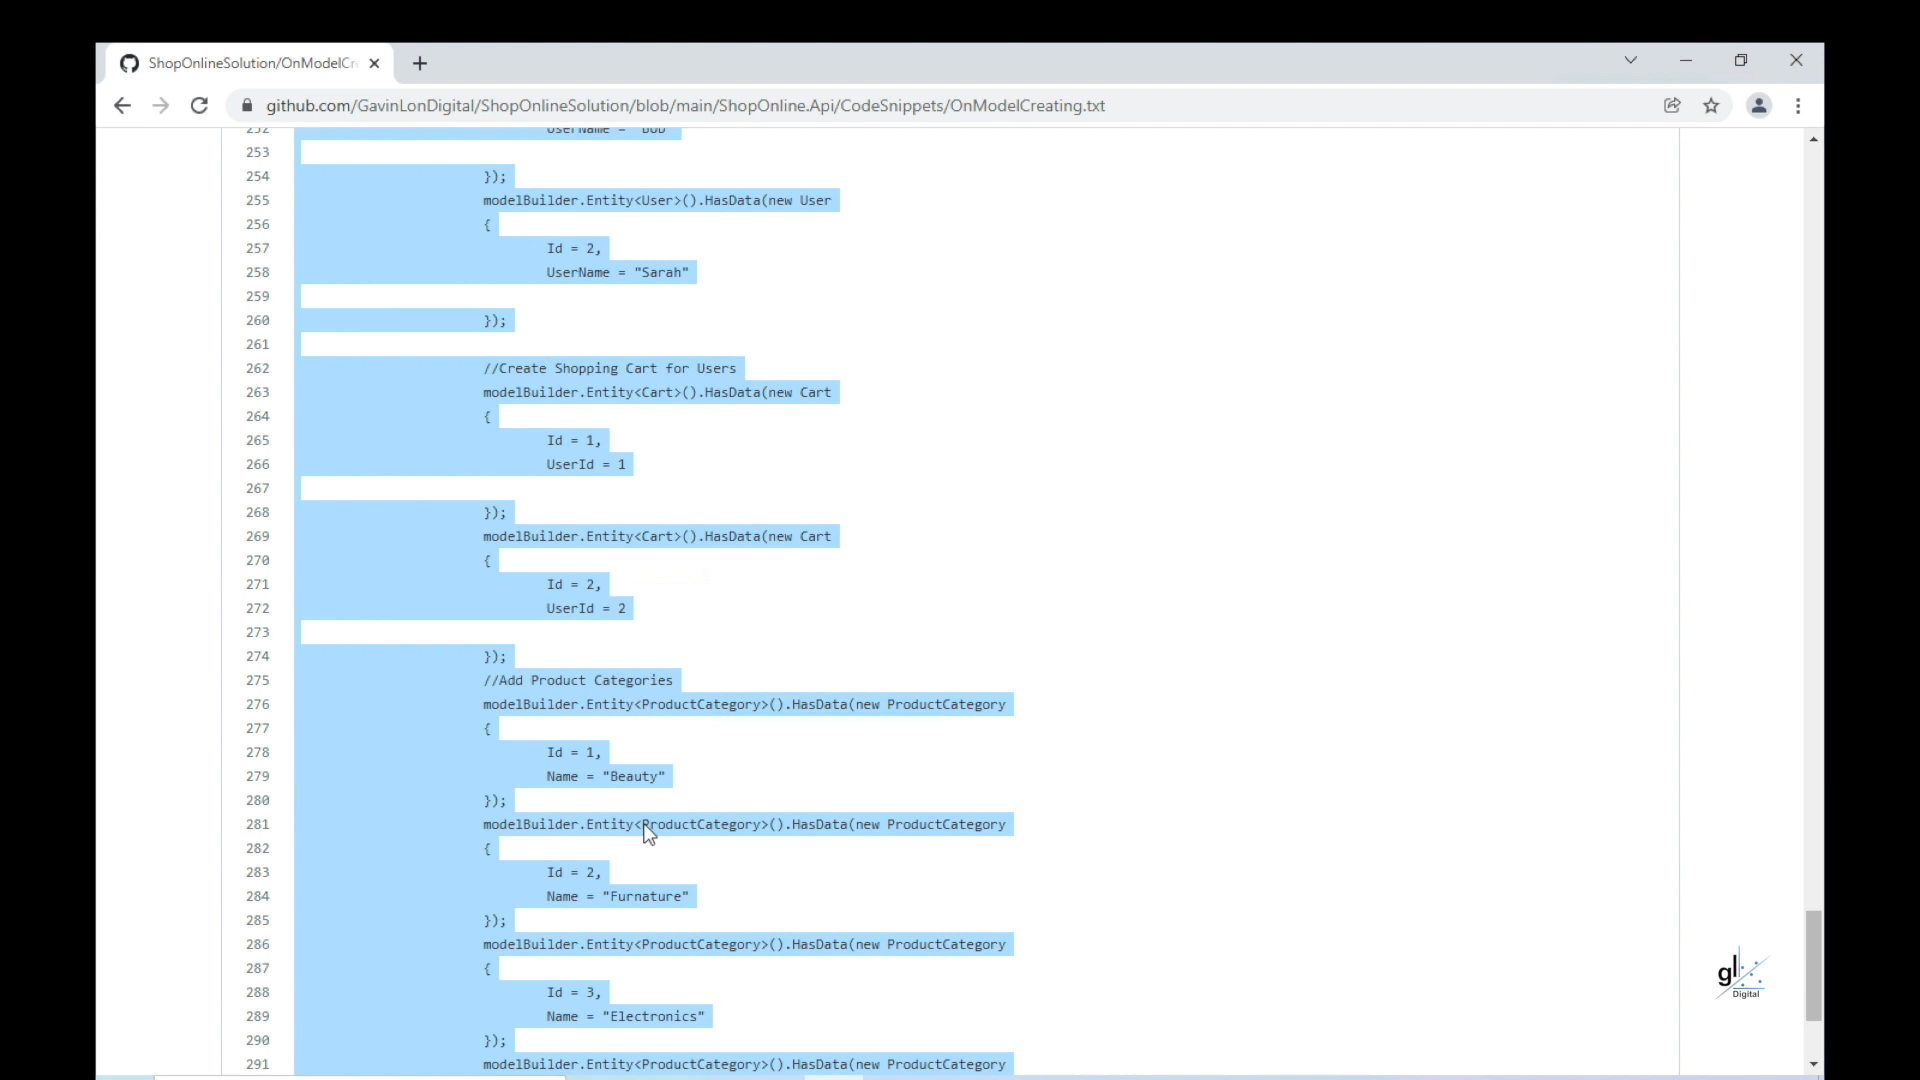 ShopOnlineSolution/OnModelCr
github.com/GavinLonDigital/ShopOnlineSolution/blob/main/ShopOnline.Api/CodeSnippets/OnModelCreating.txt
252 UserName = "Bob"
253
254 });
255 modelBuilder.Entity<User>().HasData(new User
256 {
257 Id = 2,
258 UserName = "Sarah"
259
260 });
261
262 //Create Shopping Cart for Users
263 modelBuilder.Entity<Cart>().HasData(new Cart
264 {
265 Id = 1,
266 UserId = 1
267
268 });
269 modelBuilder.Entity<Cart>().HasData(new Cart
270 {
271 Id = 2,
272 UserId = 2
273
274 });
275 //Add Product Categories
276 modelBuilder.Entity<ProductCategory>().HasData(new ProductCategory
277 {
278 Id = 1,
279 Name = "Beauty"
280 });
281 modelBuilder.Entity<ProductCategory>().HasData(new ProductCategory
282 {
283 Id = 2,
284 Name = "Furnature"
285 });
286 modelBuilder.Entity<ProductCategory>().HasData(new ProductCategory
287 {
288 Id = 3,
289 Name = "Electronics"
290 });
291 modelBuilder.Entity<ProductCategory>().HasData(new ProductCategory
gl
Digital